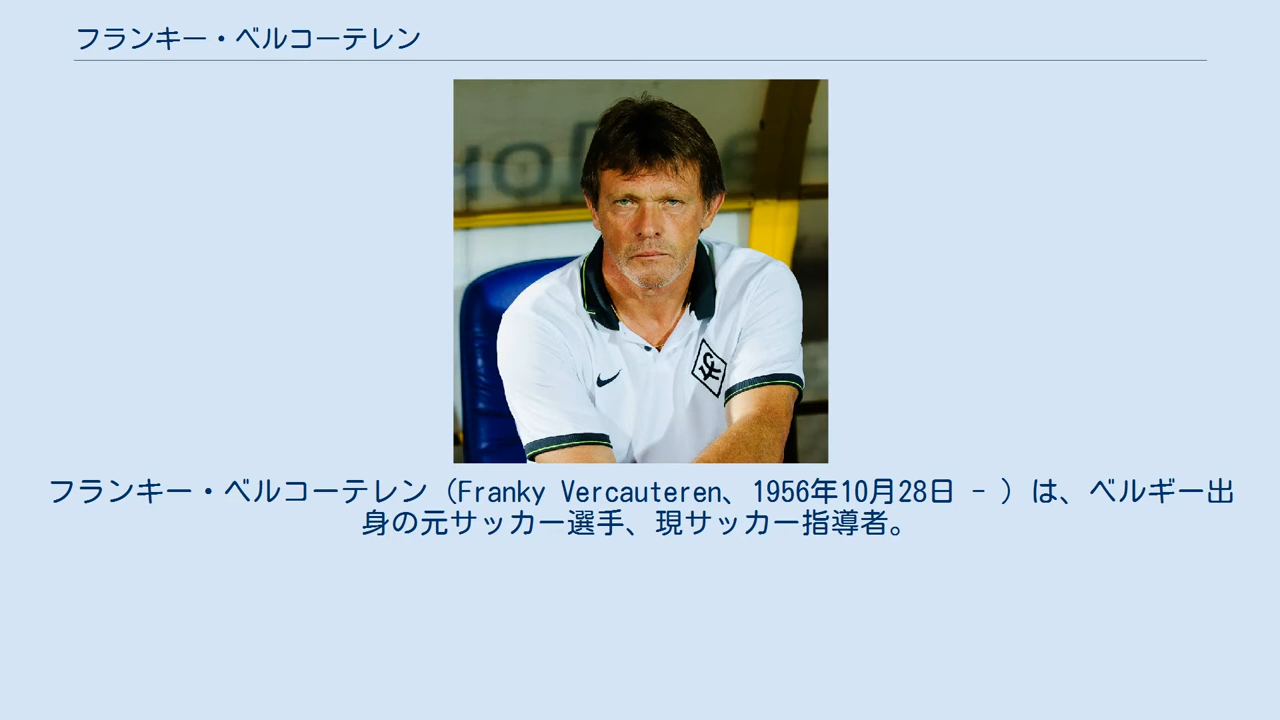 フランキー・ベルコーテレン
フランキー・ベルコーテレン（Franky Vercauteren、1956年10月28日 - ）は、ベルギー出
身の元サッカー選手、現サッカー指導者。